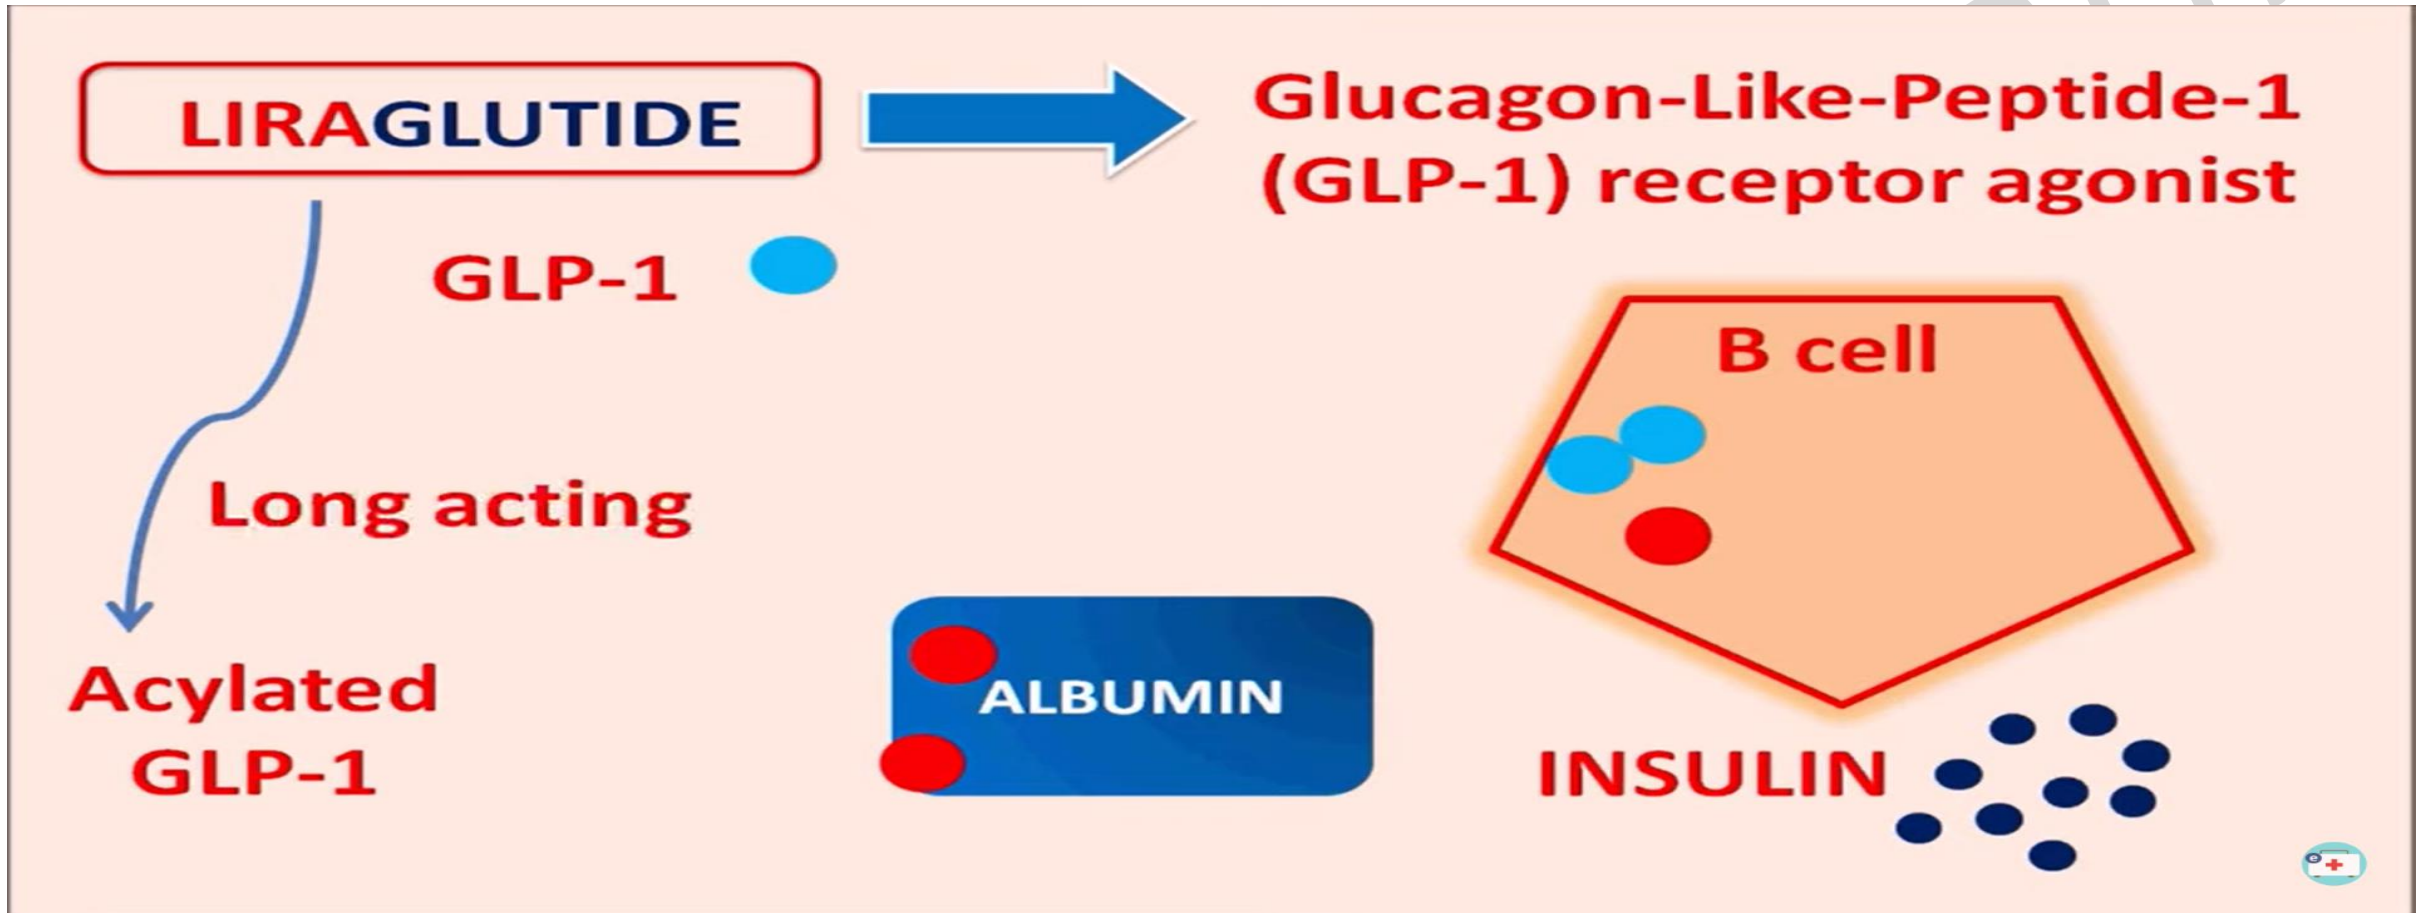 LIRAGLUTIDE
Glucagon-Like-Peptide-1
(GLP-1) receptor agonist
GLP-1
B cell
Long acting
Acylated
GLP-1
ALBUMIN
INSULIN
e